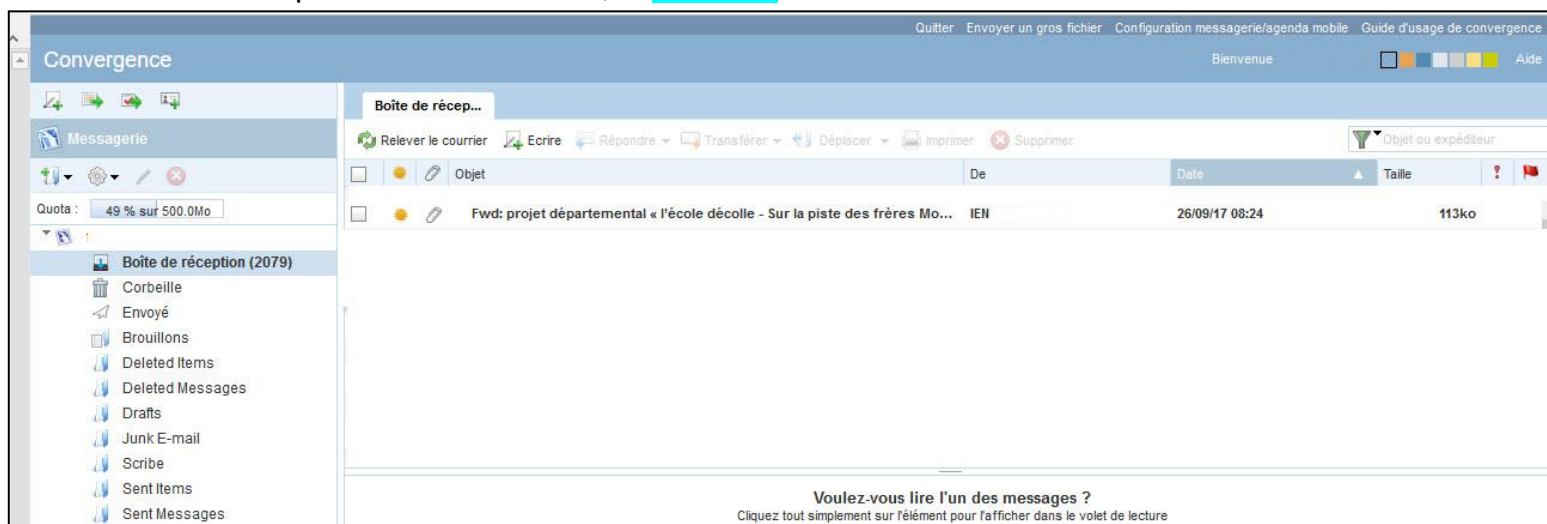 Quitter Envoyer un gros fichier Configuration messagerie/agenda mobile Guide d'usage de convergence
Convergence
Bienvenue
Aide
Boîte de récep...
Messagerie
Relever le courrier Ecrire Répondre Transférer Déplacer Imprimer Supprimer
Objet ou expéditeur
Objet De Date Taille
Quota : 49 % sur 500.0Mo
Fwd: projet départemental « l'école décolle - Sur la piste des frères Mo... IEN 26/09/17 08:24 113ko
Boîte de réception (2079)
Corbeille
Envoyé
Brouillons
Deleted Items
Deleted Messages
Drafts
Junk E-mail
Scribe
Sent Items
Sent Messages
Voulez-vous lire l'un des messages ?
Cliquez tout simplement sur l'élément pour l'afficher dans le volet de lecture